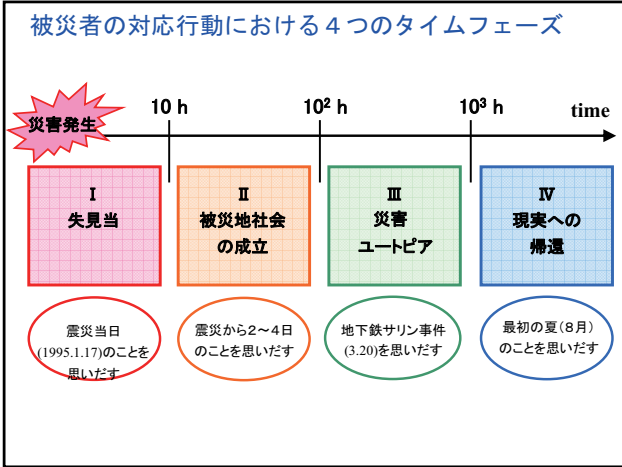 被災者の対応行動における4つのタイムフェーズ
災害発生
10 h
10² h
10³ h
time
Ⅰ
失見当
Ⅱ
被災地社会
の成立
Ⅲ
災害
ユートピア
Ⅳ
現実への
帰還
震災当日
(1995.1.17)のことを
思いだす
震災から2~4日
のことを思いだす
地下鉄サリン事件
(3.20)を思いだす
最初の夏(8月)
のことを思いだす